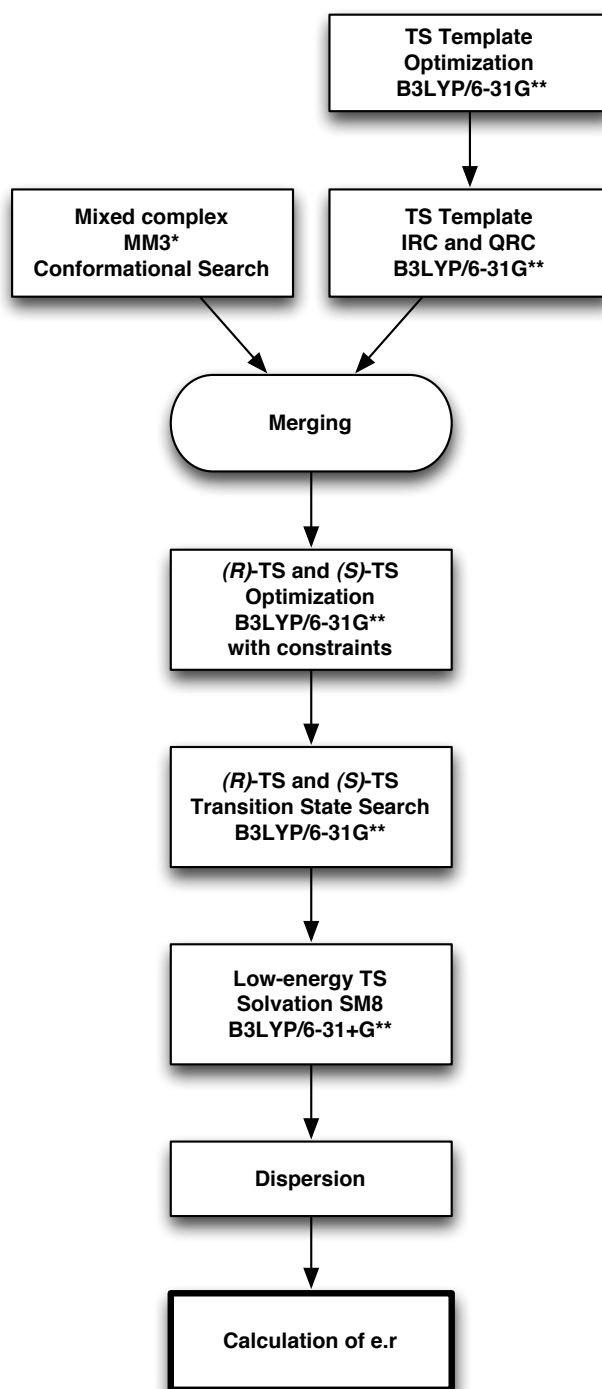 TS Template
Optimization
B3LYP/6-31G**
Mixed complex
MM3*
Conformational Search
TS Template
IRC and QRC
B3LYP/6-31G**
Merging
(R)-TS and (S)-TS
Optimization
B3LYP/6-31G**
with constraints
(R)-TS and (S)-TS
Transition State Search
B3LYP/6-31G**
Low-energy TS
Solvation SM8
B3LYP/6-31+G**
Dispersion
Calculation of e.r